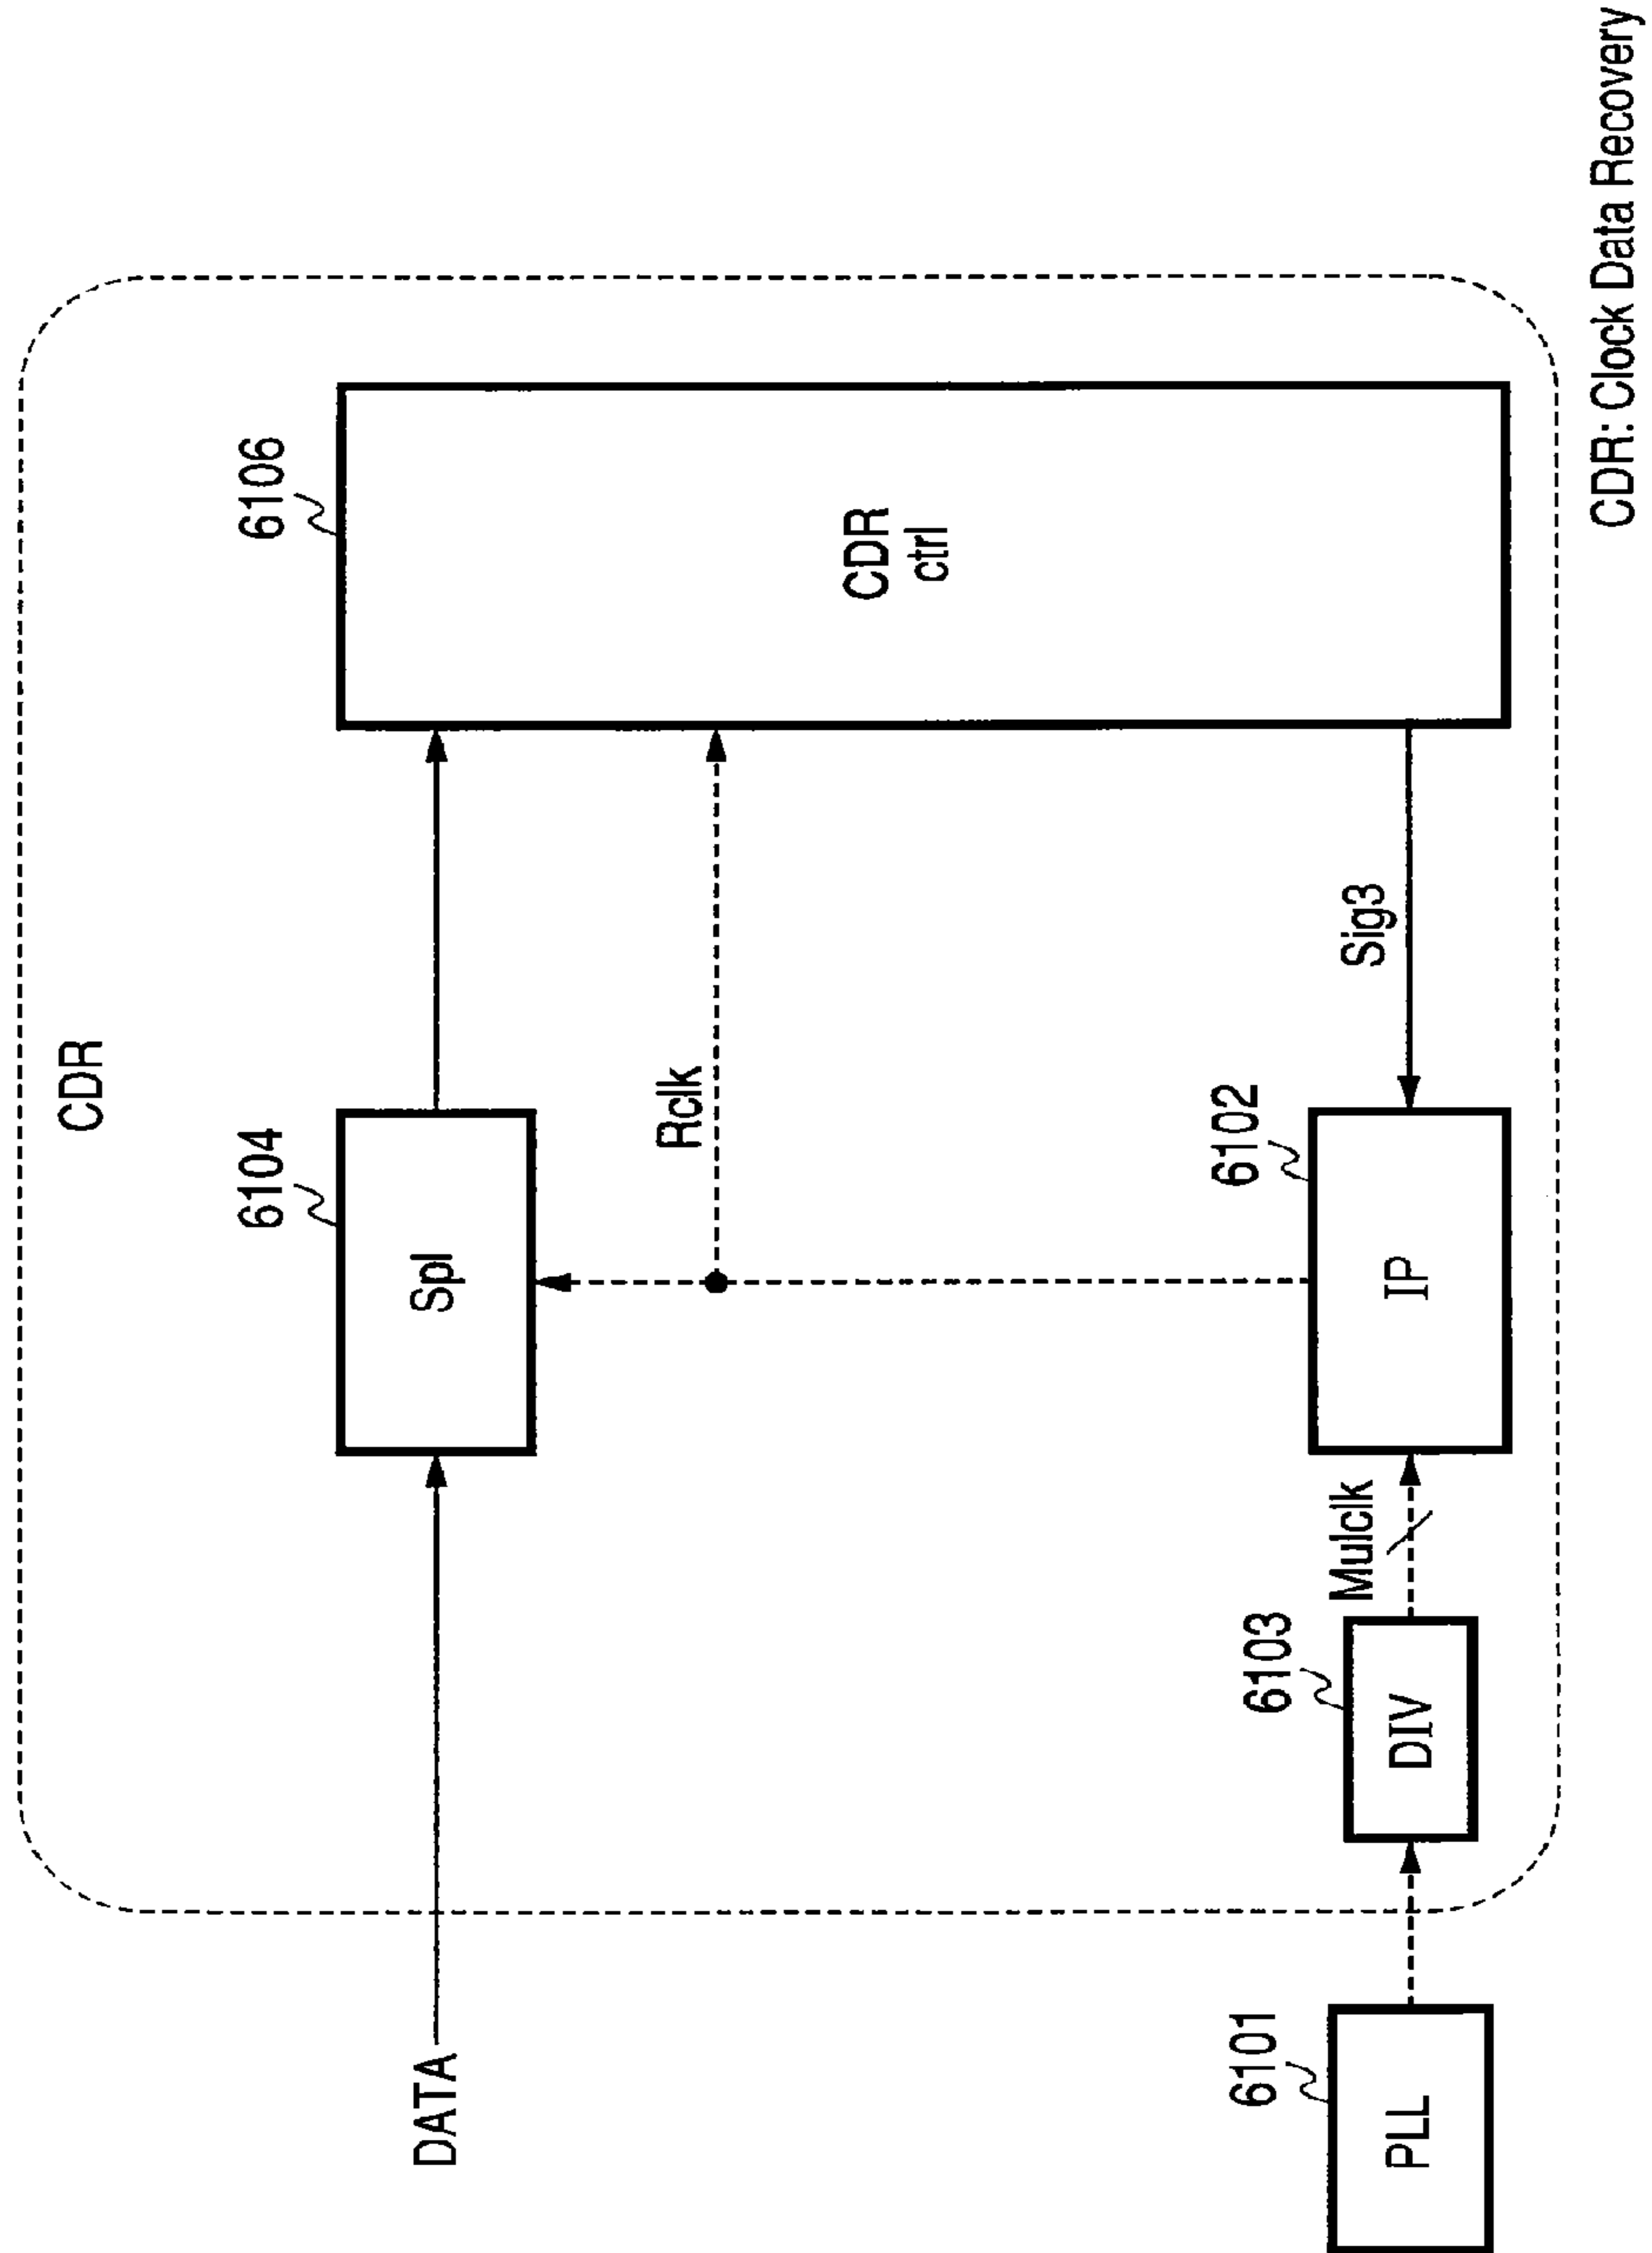 CDR
6104
6106
Spl
CDR
ctrl
DATA
Rclk
Sig3
6101
6103
6102
Mulclk
PLL
DIV
IP
CDR: Clock Data Recovery